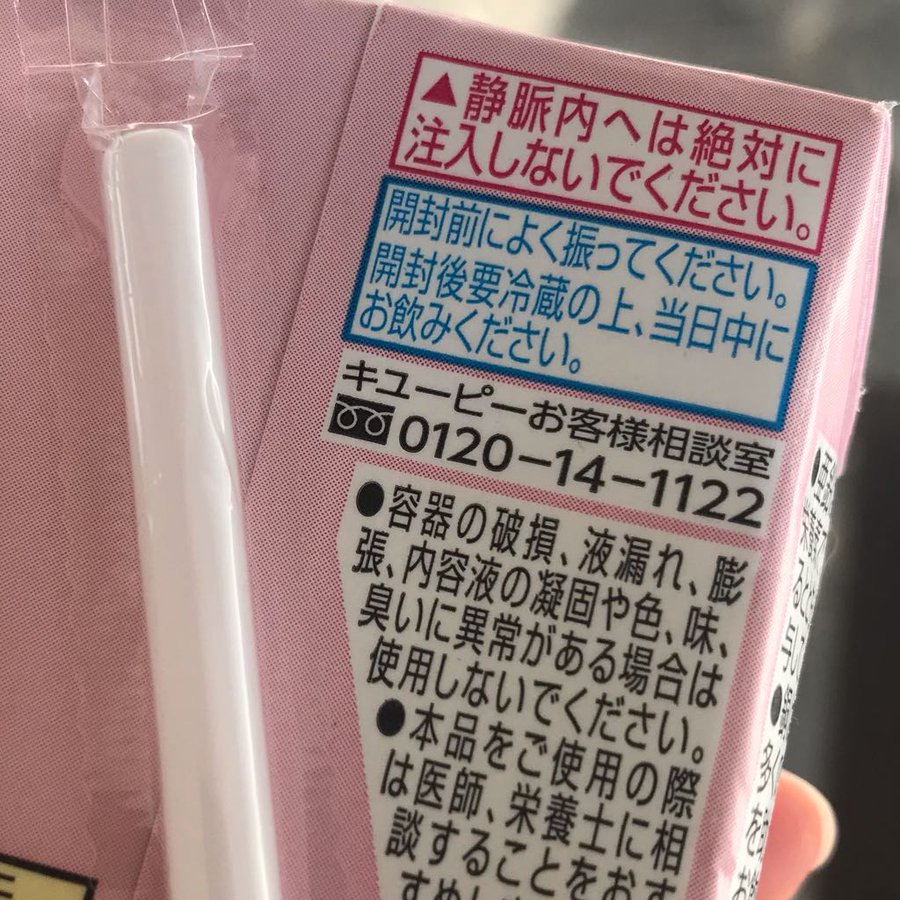 ▲静脈内へは絶対に
注入しないでください。
開封前によく振ってください。
開封後要冷蔵の上、当日中に
お飲みください。
キユーピーお客様相談室
0120-14-1122
●容器の破損、液漏れ、膨
張、内容液の凝固や色、味、
臭いに異常がある場合は
使用しないでください。
●本品をご使用の際
は医師、栄養士に相
談することをおす
すめし